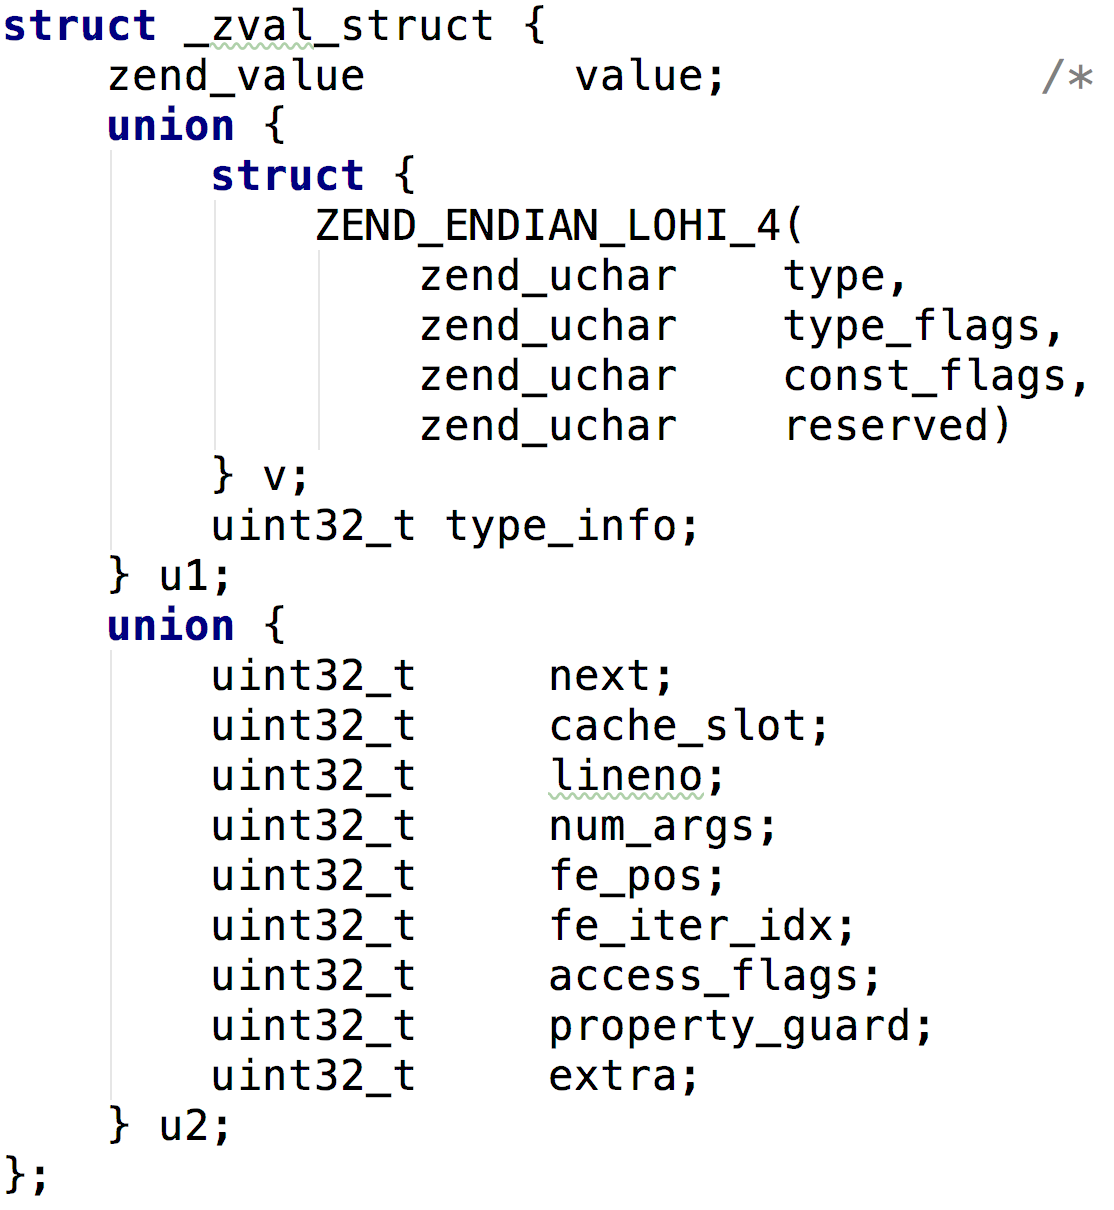 struct _zval_struct {
    zend_value        value;            /*
    union {
        struct {
            ZEND_ENDIAN_LOHI_4(
                zend_uchar    type,
                zend_uchar    type_flags,
                zend_uchar    const_flags,
                zend_uchar    reserved)
        } v;
        uint32_t type_info;
    } u1;
    union {
        uint32_t     next;
        uint32_t     cache_slot;
        uint32_t     lineno;
        uint32_t     num_args;
        uint32_t     fe_pos;
        uint32_t     fe_iter_idx;
        uint32_t     access_flags;
        uint32_t     property_guard;
        uint32_t     extra;
    } u2;
};